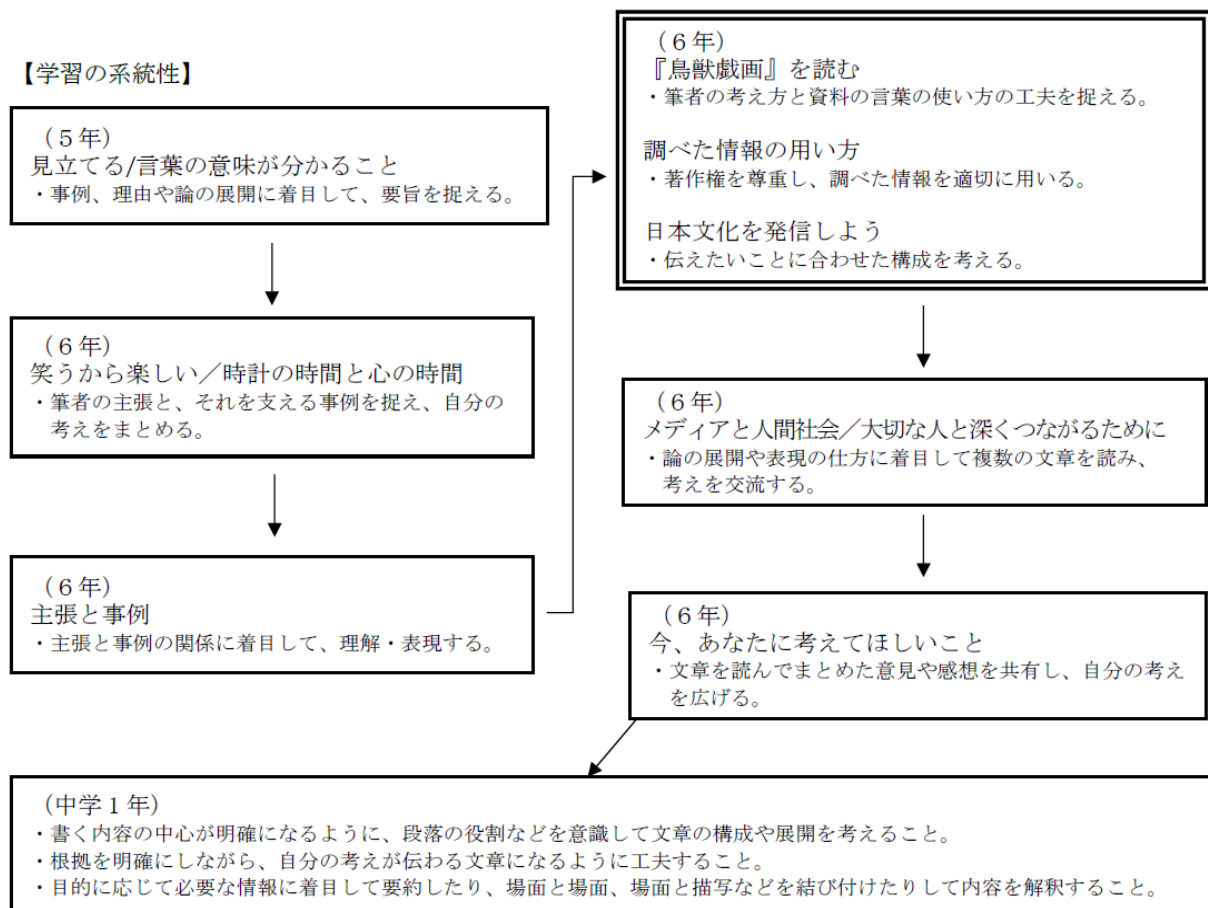 【学習の系統性】
（５年）
見立てる/言葉の意味が分かること
・事例、理由や論の展開に着目して、要旨を捉える。
（６年）
笑うから楽しい／時計の時間と心の時間
・筆者の主張と、それを支える事例を捉え、自分の
考えをまとめる。
（６年）
主張と事例
・主張と事例の関係に着目して、理解・表現する。
（６年）
『鳥獣戯画』を読む
・筆者の考え方と資料の言葉の使い方の工夫を捉える。
調べた情報の用い方
・著作権を尊重し、調べた情報を適切に用いる。
日本文化を発信しよう
・伝えたいことに合わせた構成を考える。
（６年）
メディアと人間社会／大切な人と深くつながるために
・論の展開や表現の仕方に着目して複数の文章を読み、
考えを交流する。
（６年）
今、あなたに考えてほしいこと
・文章を読んでまとめた意見や感想を共有し、自分の考え
を広げる。
（中学１年）
・書く内容の中心が明確になるように、段落の役割などを意識して文章の構成や展開を考えること。
・根拠を明確にしながら、自分の考えが伝わる文章になるように工夫すること。
・目的に応じて必要な情報に着目して要約したり、場面と場面、場面と描写などを結び付けたりして内容を解釈すること。